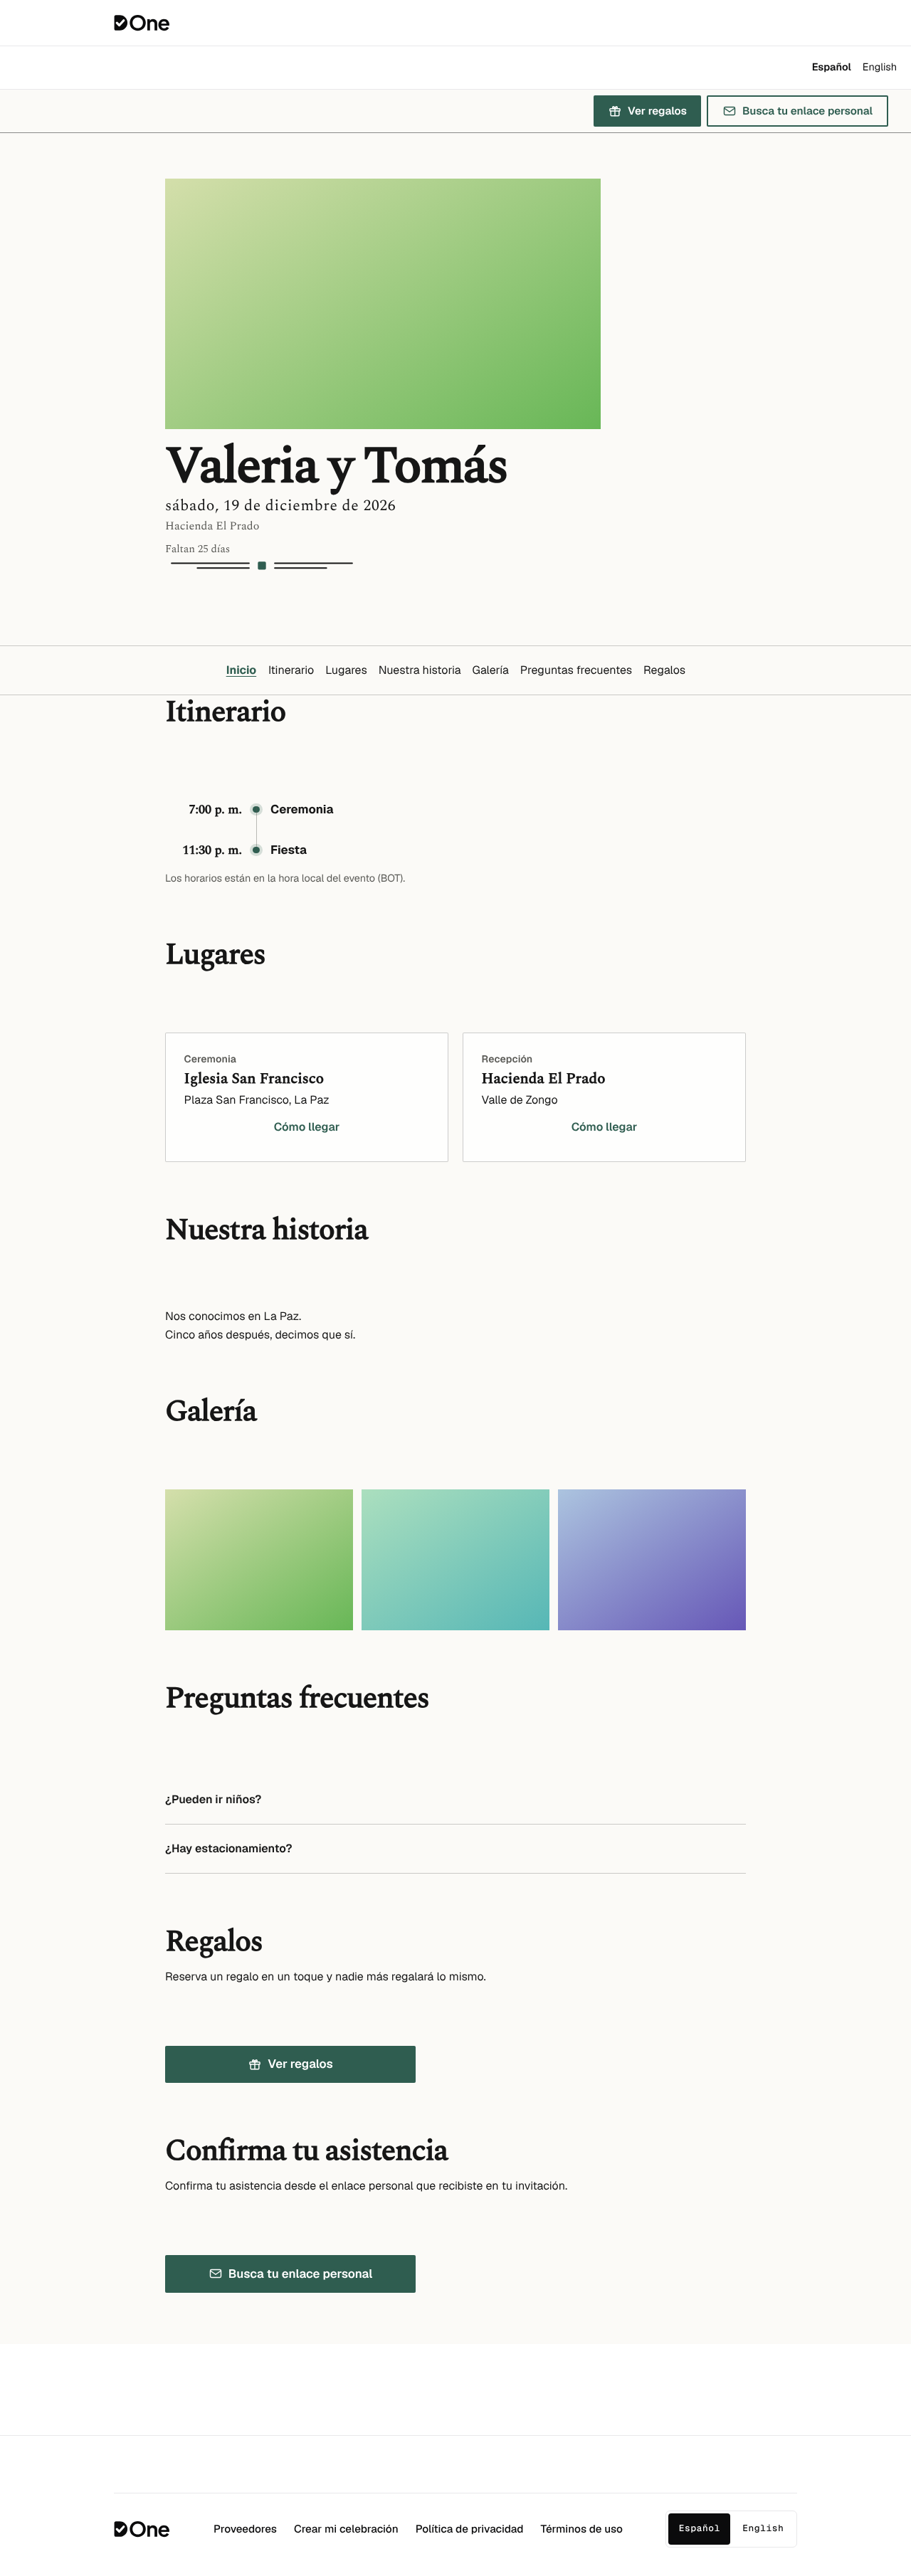 One
Español English
Ver regalos Busca tu enlace personal
Valeria y Tomás
sábado, 19 de diciembre de 2026
Hacienda El Prado
Faltan 25 días
Inicio Itinerario Lugares Nuestra historia Galería Preguntas frecuentes Regalos
Itinerario
7:00 p. m. Ceremonia
11:30 p. m. Fiesta
Los horarios están en la hora local del evento (BOT).
Lugares
Ceremonia
Iglesia San Francisco
Plaza San Francisco, La Paz
Cómo llegar
Recepción
Hacienda El Prado
Valle de Zongo
Cómo llegar
Nuestra historia
Nos conocimos en La Paz.
Cinco años después, decimos que sí.
Galería
Preguntas frecuentes
¿Pueden ir niños?
¿Hay estacionamiento?
Regalos
Reserva un regalo en un toque y nadie más regalará lo mismo.
Ver regalos
Confirma tu asistencia
Confirma tu asistencia desde el enlace personal que recibiste en tu invitación.
Busca tu enlace personal
One Proveedores Crear mi celebración Política de privacidad Términos de uso Español English